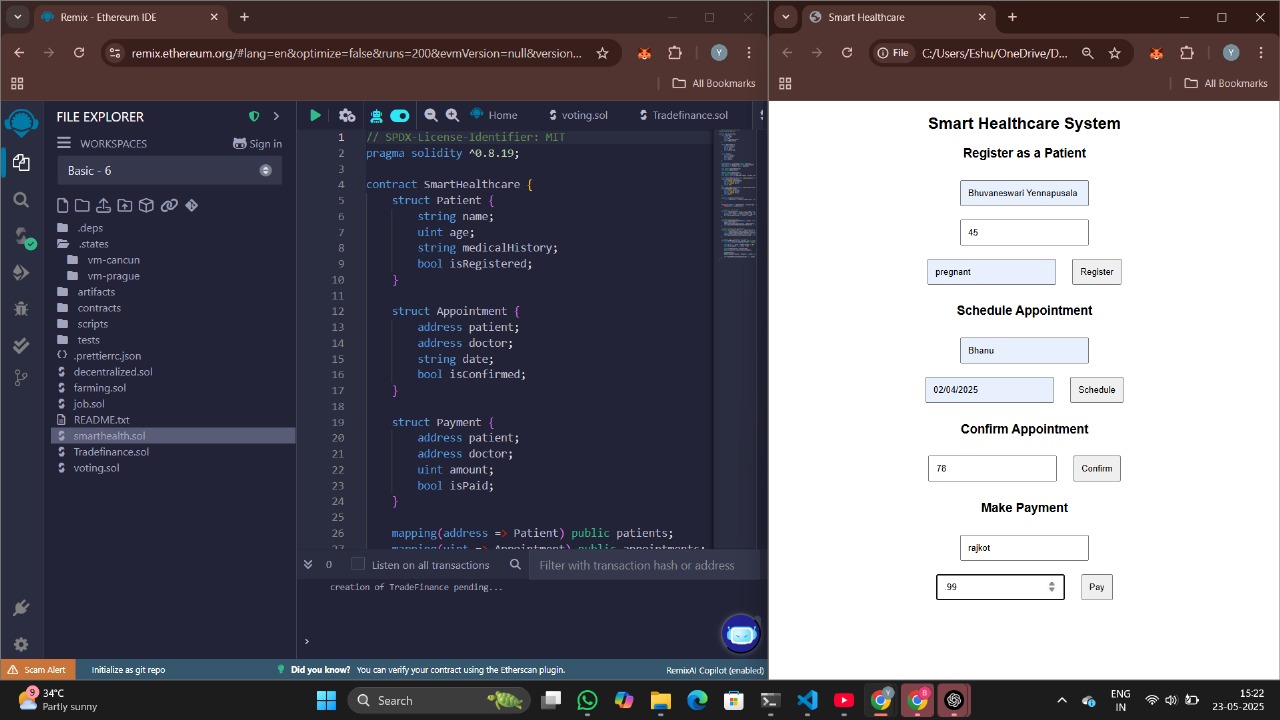 Remix - Ethereum IDE
remix.ethereum.org/#lang=en&optimize=false&runs=200&evmVersion=null&version...
Y
All Bookmarks
FILE EXPLORER
WORKSPACES
Sign in
Basic - 6
.deps
.states
vm-cancun
vm-prague
artifacts
contracts
scripts
tests
.prettierrc.json
decentralized.sol
farming.sol
job.sol
README.txt
smarthealth.sol
Tradefinance.sol
voting.sol
Home
voting.sol
Tradefinance.sol
1 // SPDX-License-Identifier: MIT
2 pragma solidity ^0.8.19;
3
4 contract SmartHealthcare {
5 struct Patient {
6 string name;
7 uint age;
8 string medicalHistory;
9 bool isRegistered;
10 }
11
12 struct Appointment {
13 address patient;
14 address doctor;
15 string date;
16 bool isConfirmed;
17 }
18
19 struct Payment {
20 address patient;
21 address doctor;
22 uint amount;
23 bool isPaid;
24 }
25
26 mapping(address => Patient) public patients;
27 mapping(uint => Appointment) public appointments;
0
Listen on all transactions
Filter with transaction hash or address
creation of TradeFinance pending...
>
Scam Alert
Initialize as git repo
Did you know? You can verify your contract using the Etherscan plugin.
RemixAI Copilot (enabled)
Smart Healthcare
File
C:/Users/Eshu/OneDrive/D...
Y
All Bookmarks
Smart Healthcare System
Register as a Patient
Bhuvaneswari Yennapusala
45
pregnant
Register
Schedule Appointment
Bhanu
02/04/2025
Schedule
Confirm Appointment
78
Confirm
Make Payment
rajkot
.99
Pay
9
34°C
Partly sunny
Search
Y
B
ENG
IN
15:22
23-05-2025